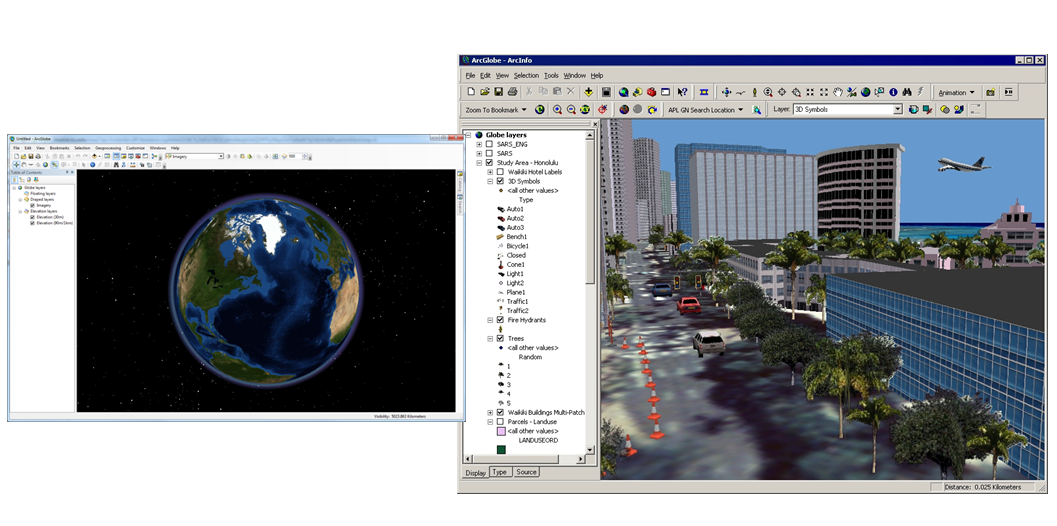 Untitled - ArcGlobe
File Edit View Bookmarks Selection Geoprocessing Customize Windows Help
Imagery
Table Of Contents
Globe layers
Floating layers
Draped layers
Imagery
Elevation layers
Elevation (30m)
Visibility: 5015.861 Kilometers
ArcGlobe - ArcInfo
File Edit View Selection Tools Window Help
Animation
Zoom To Bookmark APL GN Search Location Layer: 3D Symbols
Globe layers
SARS_ENG
SARS
Study Area - Honolulu
Waikiki Hotel Labels
3D Symbols
<all other values>
Type
Auto1
Auto2
Auto3
Bench1
Bicycle1
Closed
Cone1
Light1
Light2
Plane1
Traffic1
Traffic2
Fire Hydrants
Trees
<all other values>
Random
1
2
3
4
5
Waikiki Buildings Multi-Patch
Parcels - Landuse
<all other values>
LANDUSEORD
Display Type Source
Distance: 0.025 Kilometers